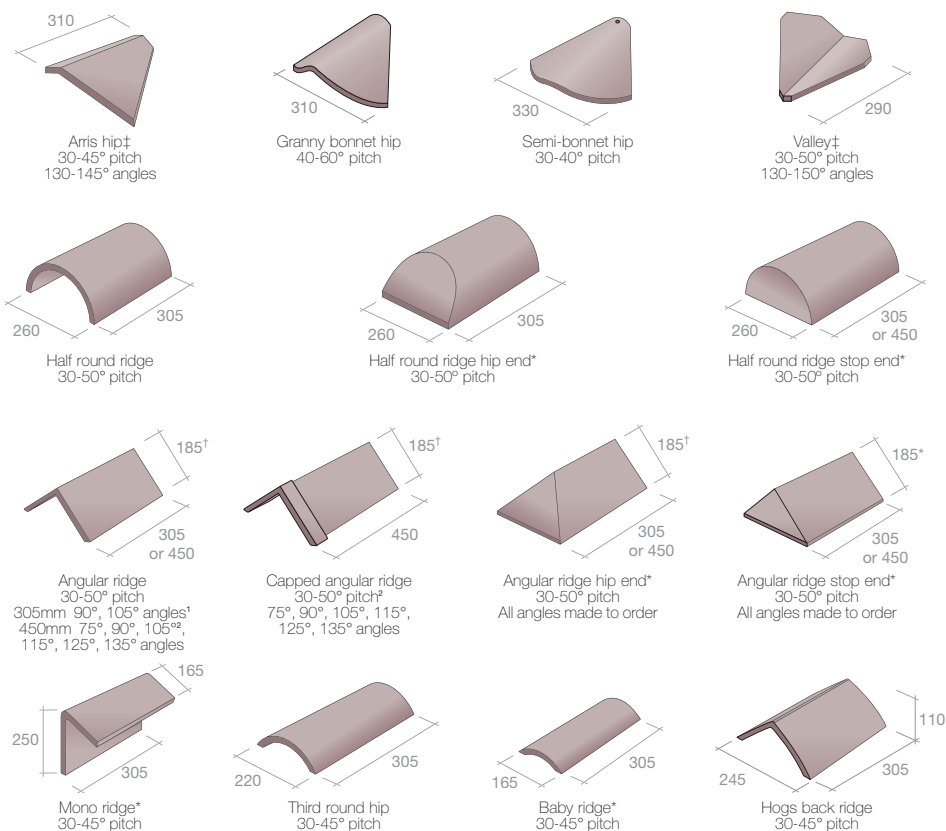 310
Arris hip‡
30-45° pitch
130-145° angles
310
Granny bonnet hip
40-60° pitch
330
Semi-bonnet hip
30-40° pitch
290
Valley‡
30-50° pitch
130-150° angles
260
305
Half round ridge
30-50° pitch
260
305
Half round ridge hip end*
30-50° pitch
260
305
or 450
Half round ridge stop end*
30-50° pitch
185†
305
or 450
Angular ridge
30-50° pitch
305mm 90°, 105° angles¹
450mm 75°, 90°, 105°²,
115°, 125°, 135° angles
185†
450
Capped angular ridge
30-50° pitch²
75°, 90°, 105°, 115°,
125°, 135° angles
185†
305
or 450
Angular ridge hip end*
30-50° pitch
All angles made to order
185*
305
or 450
Angular ridge stop end*
30-50° pitch
All angles made to order
165
250
305
Mono ridge*
30-45° pitch
220
305
Third round hip
30-45° pitch
165
305
Baby ridge*
30-45° pitch
110
245
305
Hogs back ridge
30-45° pitch